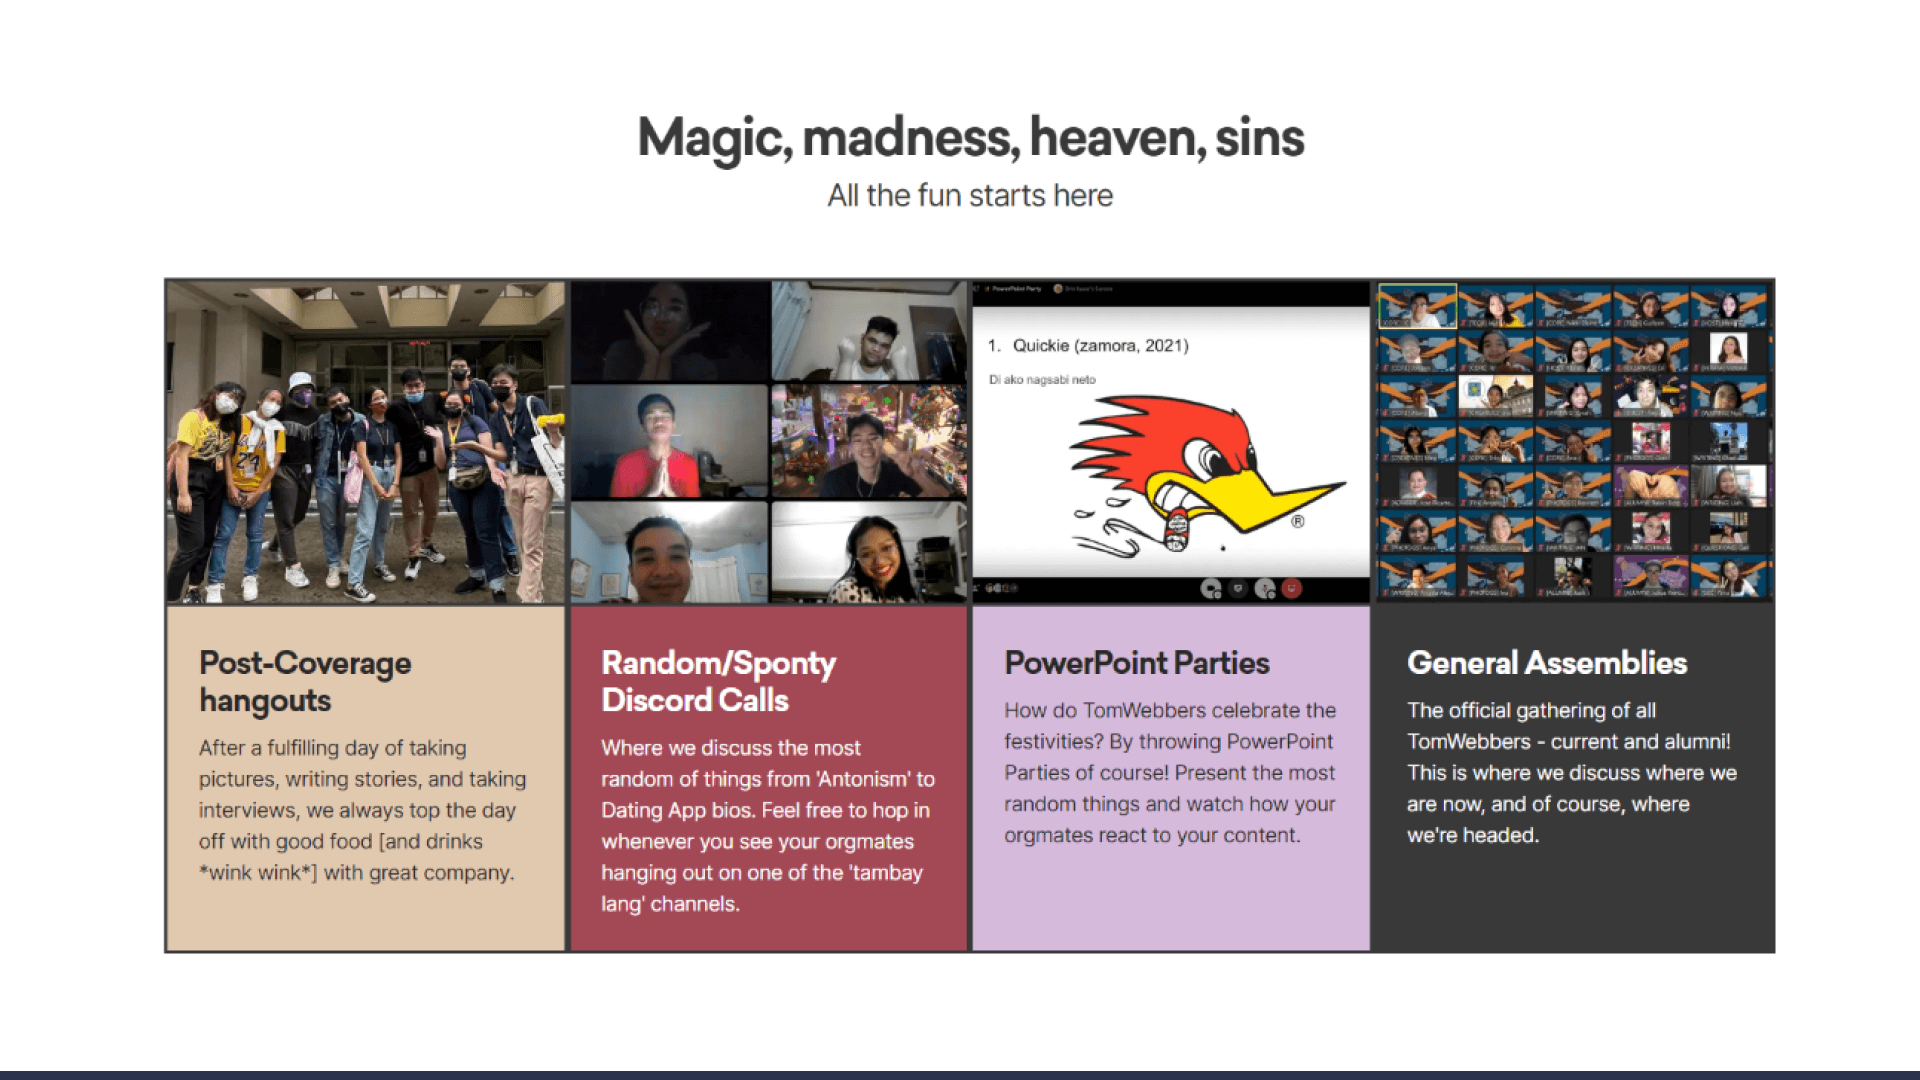 Magic, madness, heaven, sins
All the fun starts here
PowerPoint Party
1. Quickie (zamora, 2021)
Di ako nagsabi neto
®
Post-Coverage
hangouts
After a fulfilling day of taking
pictures, writing stories, and taking
interviews, we always top the day
off with good food [and drinks
*wink wink*] with great company.
Random/Sponty
Discord Calls
Where we discuss the most
random of things from 'Antonism' to
Dating App bios. Feel free to hop in
whenever you see your orgmates
hanging out on one of the 'tambay
lang' channels.
PowerPoint Parties
How do TomWebbers celebrate the
festivities? By throwing PowerPoint
Parties of course! Present the most
random things and watch how your
orgmates react to your content.
General Assemblies
The official gathering of all
TomWebbers - current and alumni!
This is where we discuss where we
are now, and of course, where
we're headed.